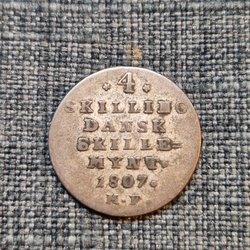 · 4 ·
SKILLING
DANSK
SKILLE=
MYNT·
1807·
M·F